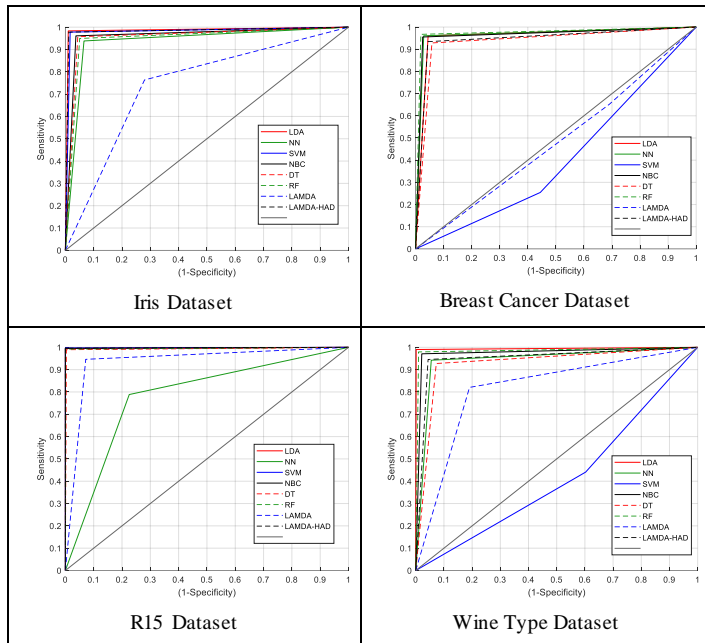 1
0.9
0.8
0.7
0.6
0.5
0.4
0.3
0.2
0.1
0
Sensitivity
LDA
NN
SVM
NBC
DT
RF
LAMDA
LAMDA-HAD
0 0.1 0.2 0.3 0.4 0.5 0.6 0.7 0.8 0.9 1
(1-Specificity)
Iris Dataset
1
0.9
0.8
0.7
0.6
0.5
0.4
0.3
0.2
0.1
0
Sensitivity
LDA
NN
SVM
NBC
DT
RF
LAMDA
LAMDA-HAD
0 0.1 0.2 0.3 0.4 0.5 0.6 0.7 0.8 0.9 1
(1-Specificity)
Breast Cancer Dataset
1
0.9
0.8
0.7
0.6
0.5
0.4
0.3
0.2
0.1
0
Sensitivity
LDA
NN
SVM
NBC
DT
RF
LAMDA
LAMDA-HAD
0 0.1 0.2 0.3 0.4 0.5 0.6 0.7 0.8 0.9 1
(1-Specificity)
R15 Dataset
1
0.9
0.8
0.7
0.6
0.5
0.4
0.3
0.2
0.1
0
Sensitivity
LDA
NN
SVM
NBC
DT
RF
LAMDA
LAMDA-HAD
0 0.1 0.2 0.3 0.4 0.5 0.6 0.7 0.8 0.9 1
(1-Specificity)
Wine Type Dataset